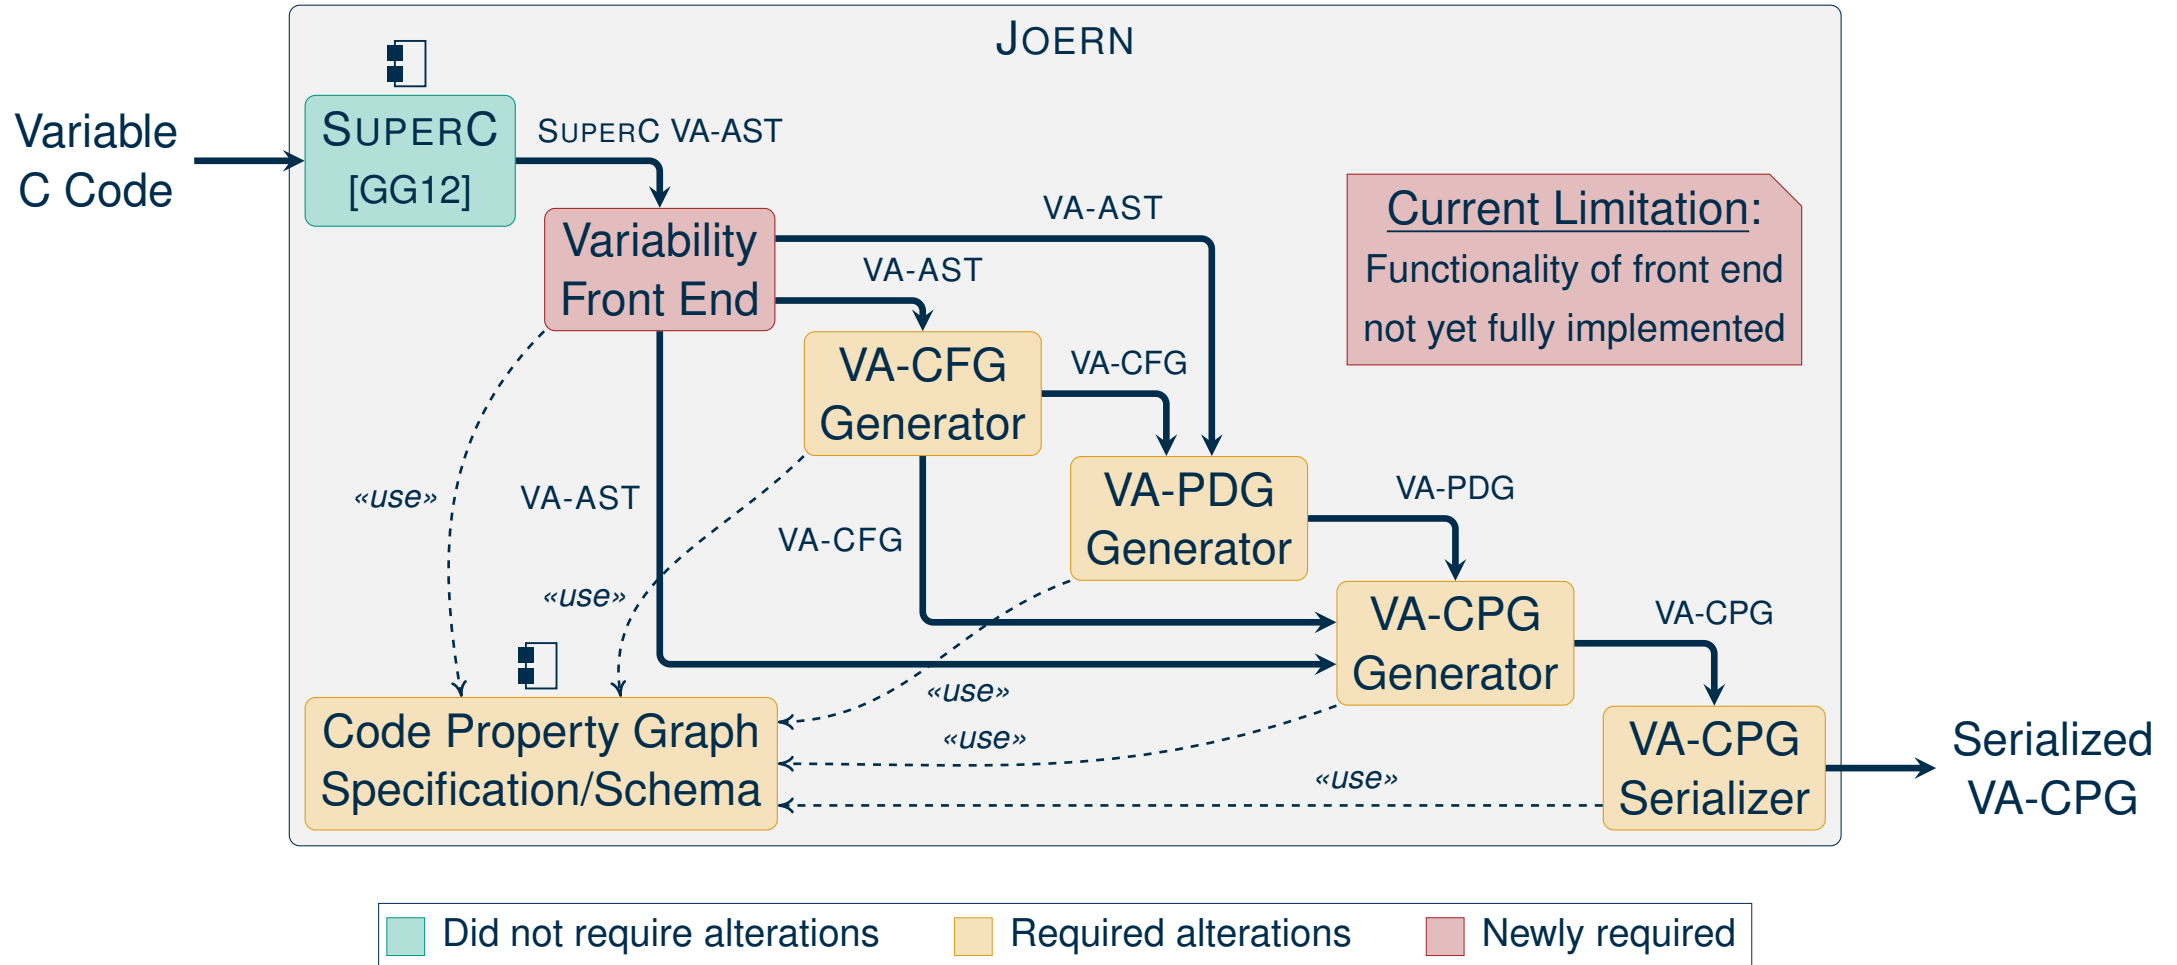 JOERN
Variable
C Code
SUPERC
[GG12]
SUPERC VA-AST
Variability
Front End
VA-AST
VA-AST
Current Limitation:
Functionality of front end
not yet fully implemented
VA-CFG
Generator
VA-CFG
«use»
VA-AST
VA-CFG
VA-PDG
Generator
VA-PDG
«use»
VA-CPG
Generator
VA-CPG
«use»
«use»
«use»
Code Property Graph
Specification/Schema
VA-CPG
Serializer
Serialized
VA-CPG
Did not require alterations
Required alterations
Newly required